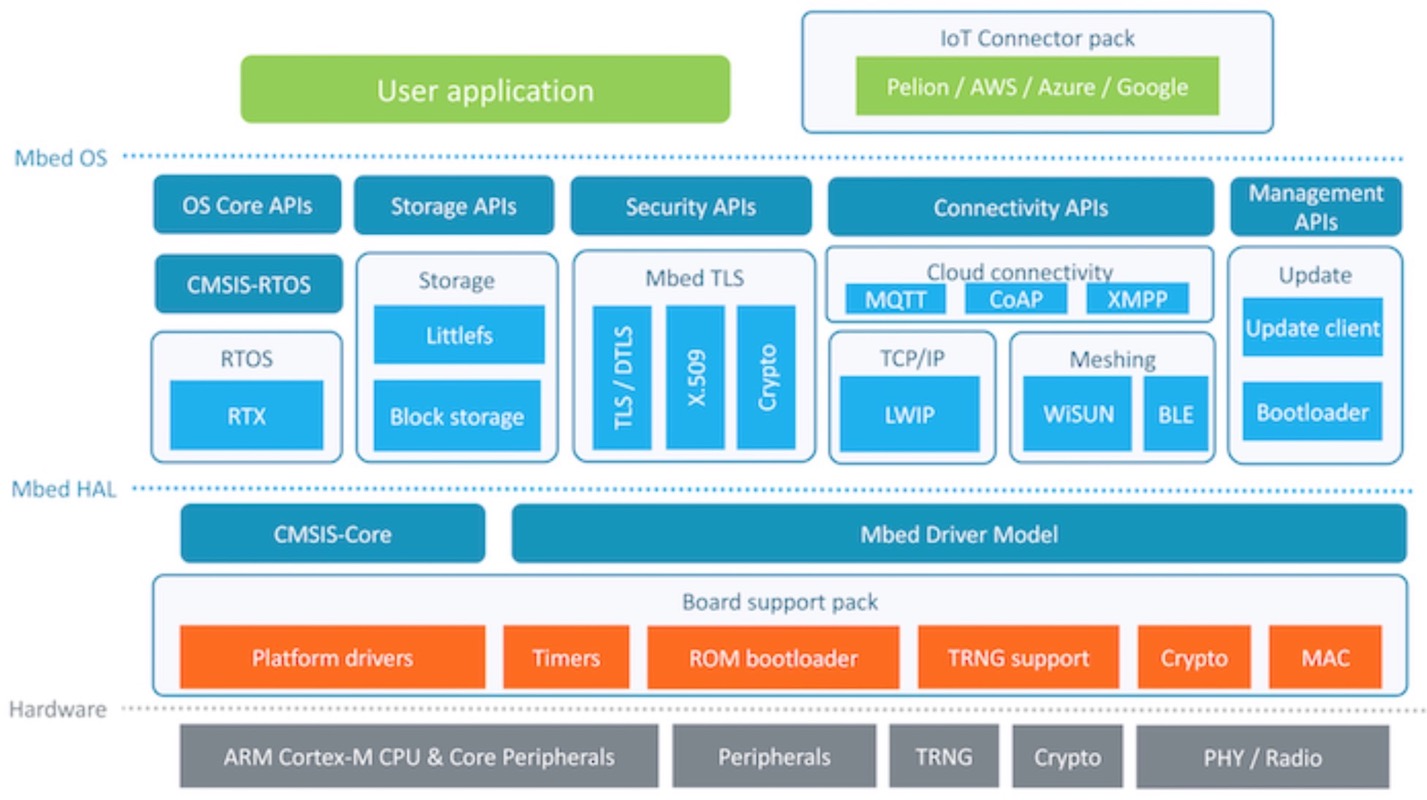 IoT Connector pack
User application
Pelion / AWS / Azure / Google
Mbed OS
OS Core APIs
Storage APIs
Security APIs
Connectivity APIs
Management
APIs
CMSIS-RTOS
Storage
Mbed TLS
Cloud connectivity
Update
MQTT
CoAP
XMPP
Littlefs
Update client
RTOS
TLS / DTLS
X.509
Crypto
TCP/IP
Meshing
RTX
Block storage
LWIP
WiSUN
BLE
Bootloader
Mbed HAL
CMSIS-Core
Mbed Driver Model
Board support pack
Platform drivers
Timers
ROM bootloader
TRNG support
Crypto
MAC
Hardware
ARM Cortex-M CPU & Core Peripherals
Peripherals
TRNG
Crypto
PHY / Radio